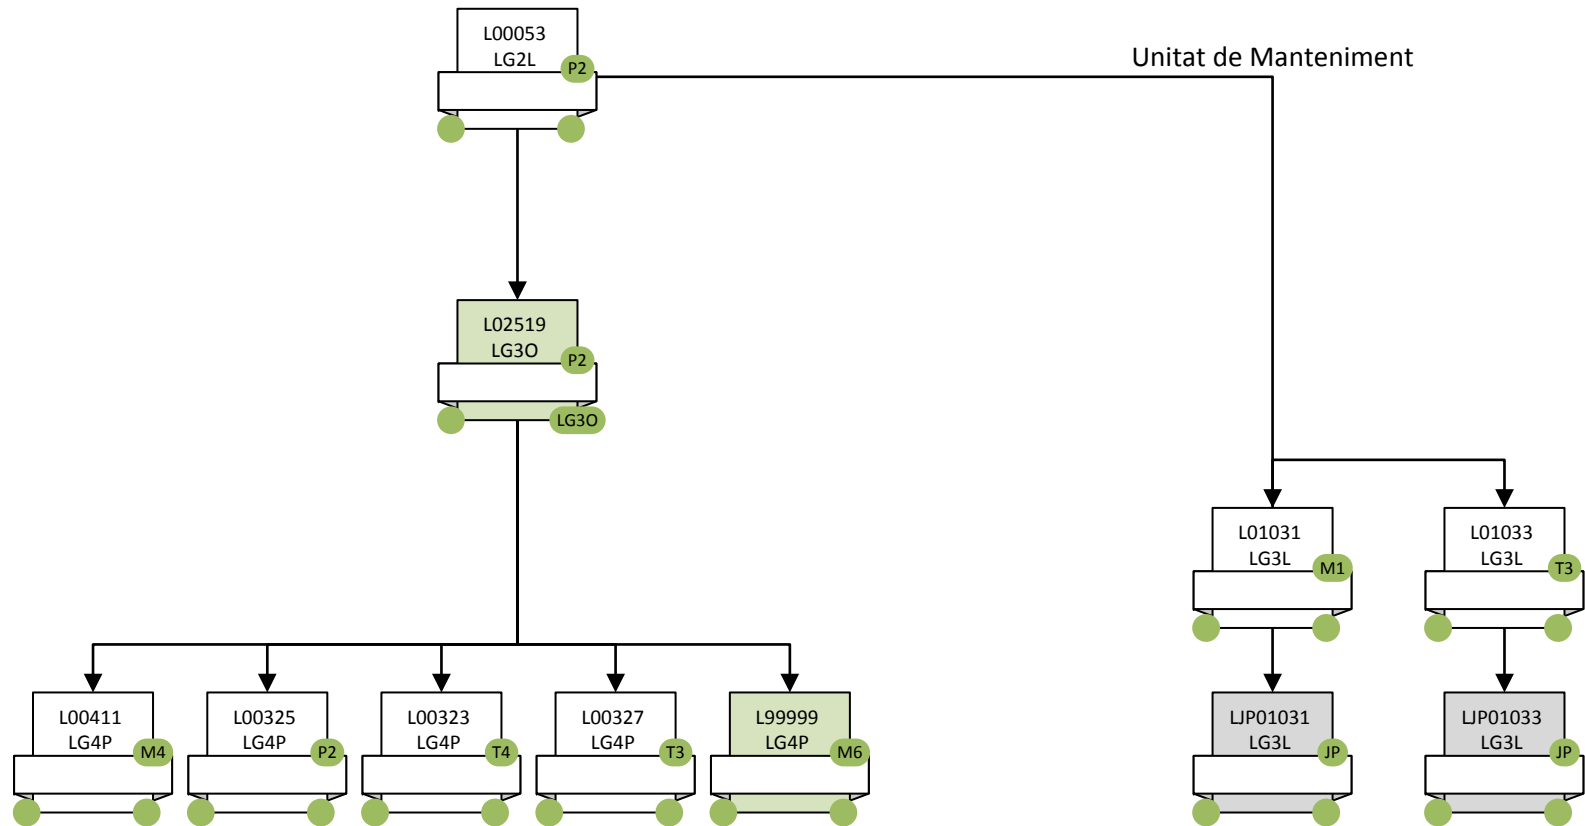 L00053
LG2L
P2
Unitat de Manteniment
L02519
LG3O
P2
LG3O
L01031
LG3L
M1
L01033
LG3L
T3
L00411
LG4P
M4
L00325
LG4P
P2
L00323
LG4P
T4
L00327
LG4P
T3
L99999
LG4P
M6
LJP01031
LG3L
JP
LJP01033
LG3L
JP